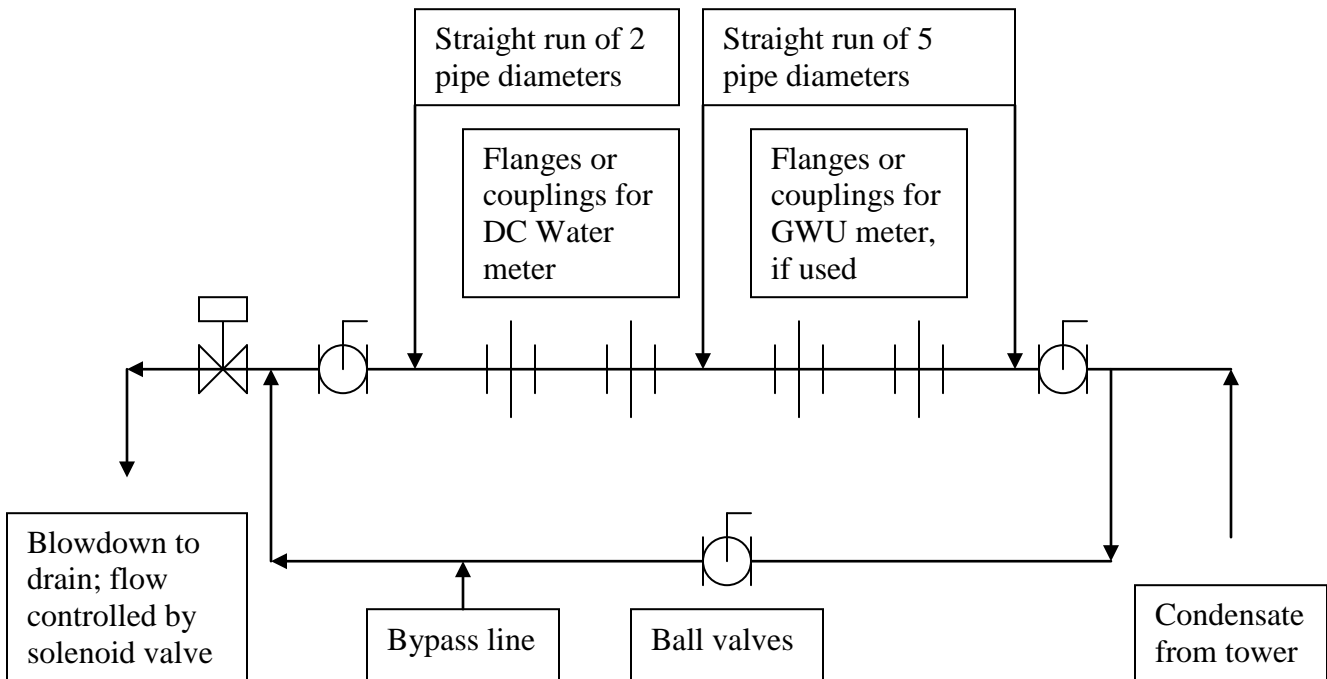 Straight run of 2
pipe diameters
Straight run of 5
pipe diameters
Flanges or
couplings for
DC Water
meter
Flanges or
couplings for
GWU meter,
if used
Blowdown to
drain; flow
controlled by
solenoid valve
Bypass line
Ball valves
Condensate
from tower